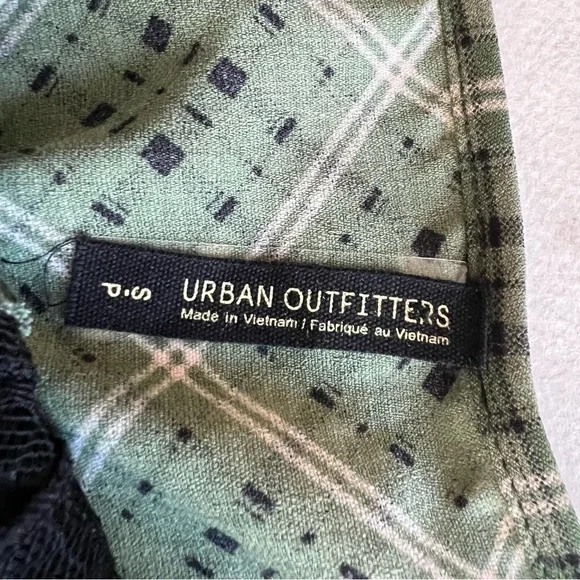 S.
P
URBAN OUTFITTERS
Made in Vietnam / Fabriqué au Vietnam